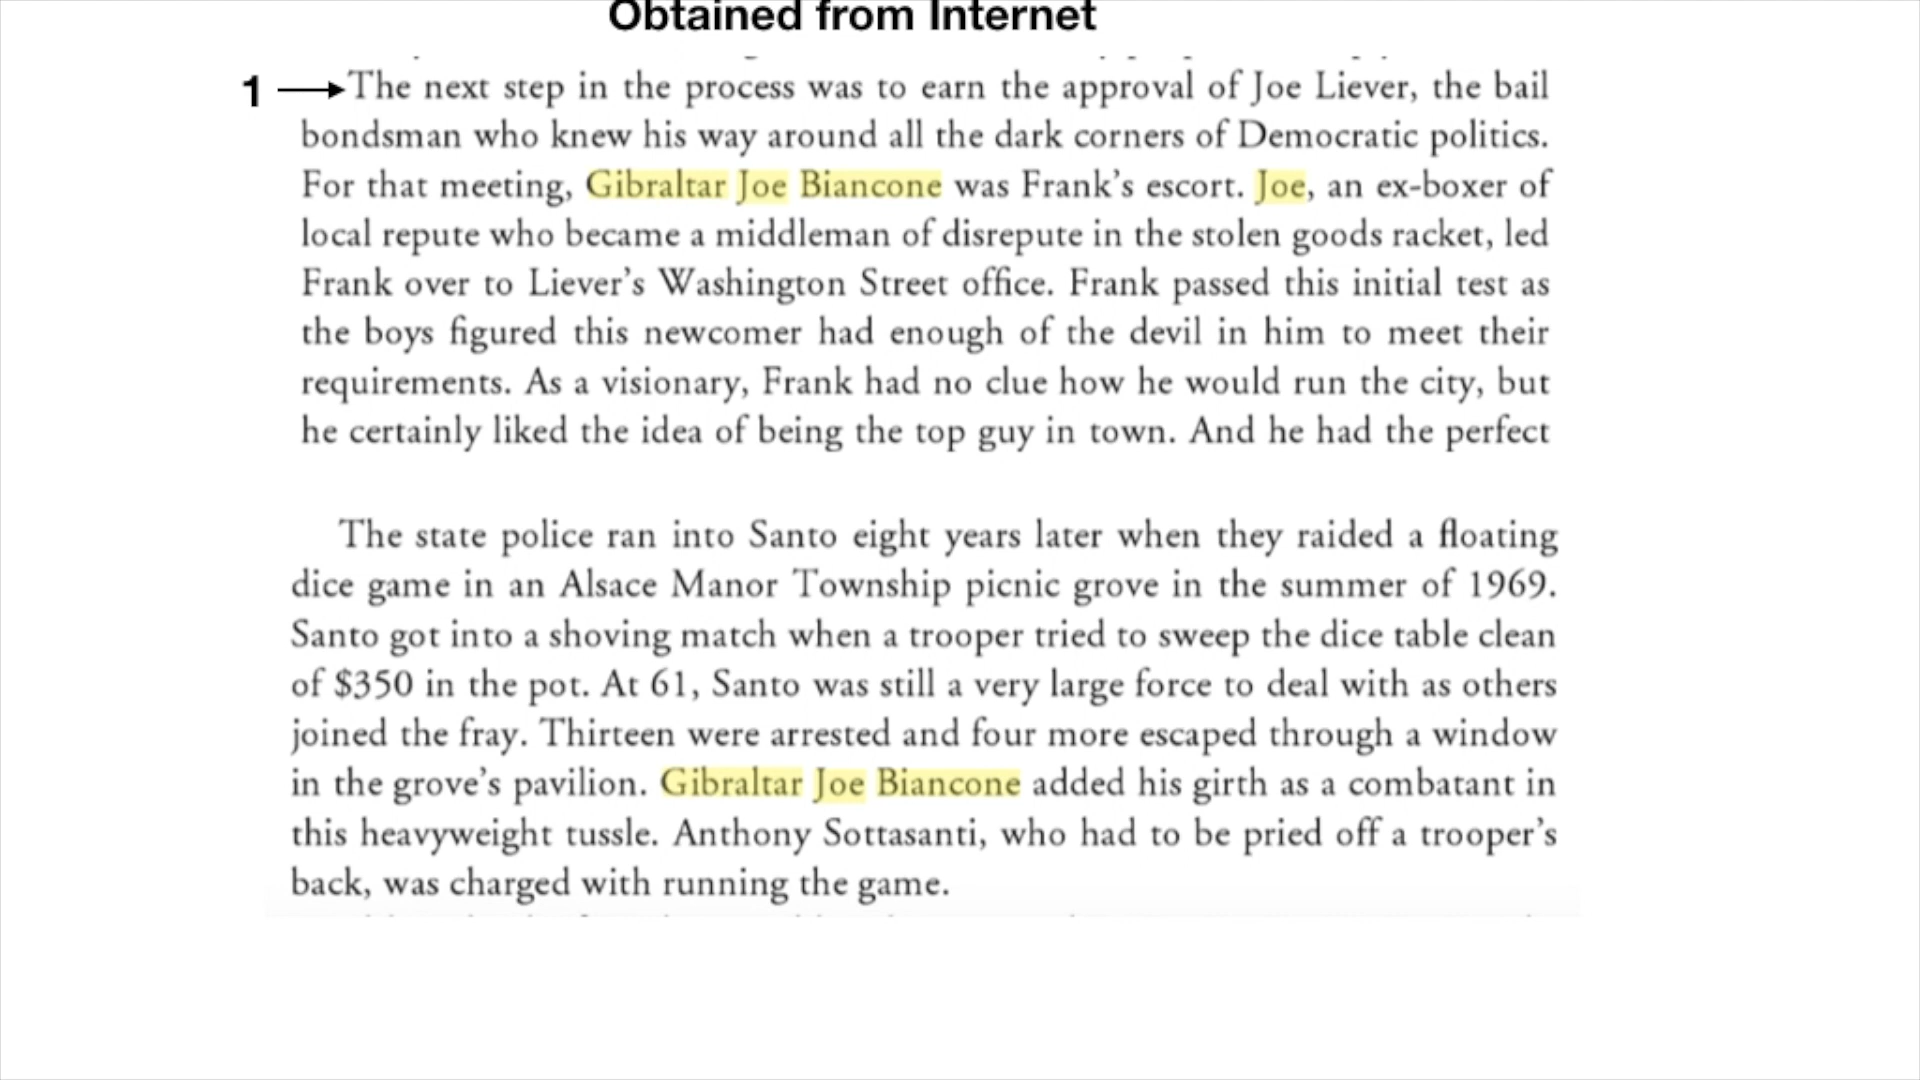 Obtained from Internet
1 The next step in the process was to earn the approval of Joe Liever, the bail
bondsman who knew his way around all the dark corners of Democratic politics.
For that meeting, Gibraltar Joe Biancone was Frank's escort. Joe, an ex-boxer of
local repute who became a middleman of disrepute in the stolen goods racket, led
Frank over to Liever's Washington Street office. Frank passed this initial test as
the boys figured this newcomer had enough of the devil in him to meet their
requirements. As a visionary, Frank had no clue how he would run the city, but
he certainly liked the idea of being the top guy in town. And he had the perfect
The state police ran into Santo eight years later when they raided a floating
dice game in an Alsace Manor Township picnic grove in the summer of 1969.
Santo got into a shoving match when a trooper tried to sweep the dice table clean
of $350 in the pot. At 61, Santo was still a very large force to deal with as others
joined the fray. Thirteen were arrested and four more escaped through a window
in the grove's pavilion. Gibraltar Joe Biancone added his girth as a combatant in
this heavyweight tussle. Anthony Sottasanti, who had to be pried off a trooper's
back, was charged with running the game.